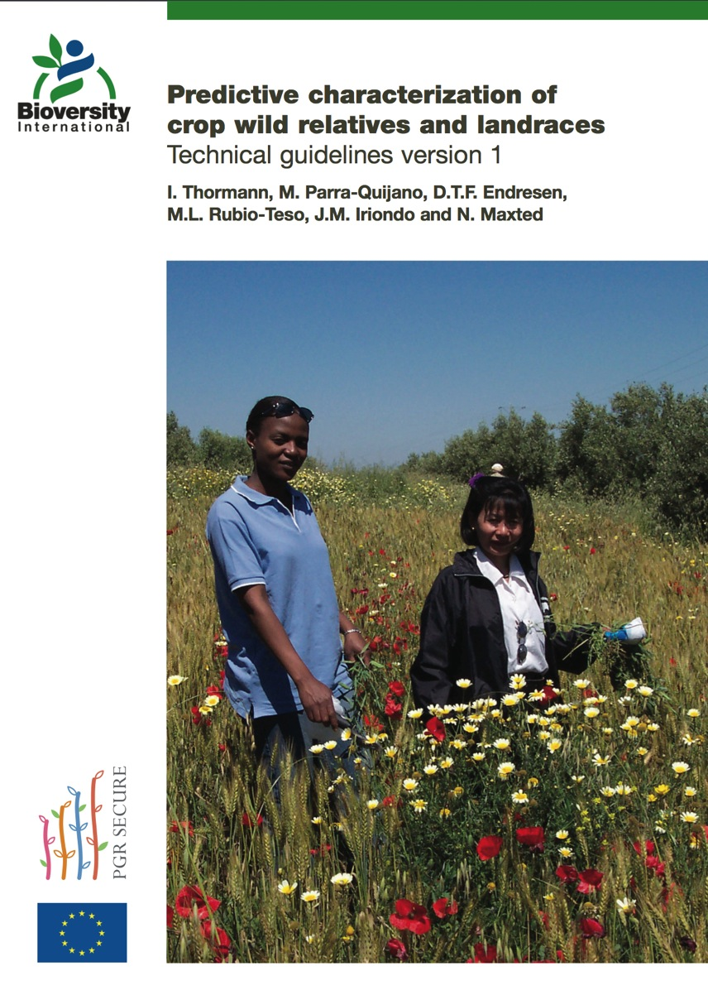 Bioversity
International
Predictive characterization of
crop wild relatives and landraces
Technical guidelines version 1
I. Thormann, M. Parra-Quijano, D.T.F. Endresen,
M.L. Rubio-Teso, J.M. Iriondo and N. Maxted
PGR SECURE